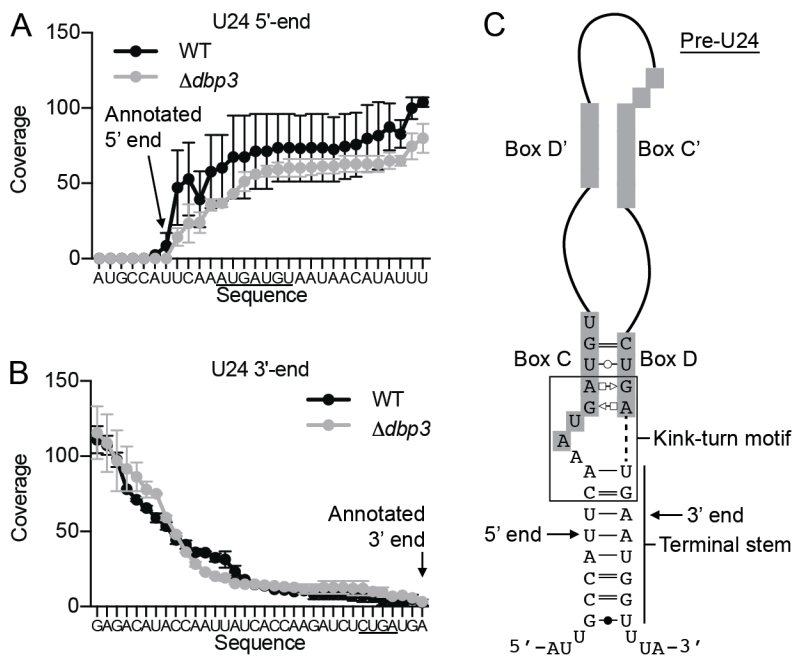 A
U24 5'-end
150
100
50
0
Coverage
WT
Δdbp3
Annotated
5' end
AUGCCAUUCAAAUGAUGUAAUAACAUAUUU
Sequence
B
U24 3'-end
150
100
50
0
Coverage
WT
Δdbp3
Annotated
3' end
GAGACAUACCAAUUAUCACCAAGAUCUCUGAUGA
Sequence
C
Pre-U24
Box D'
Box C'
Box C
Box D
U
G C
U U
A G
G A
U
A
A
A U
C G
U A
U A
A U
C G
C G
G U
U U
5'-AU UA-3'
Kink-turn motif
5' end
3' end
Terminal stem